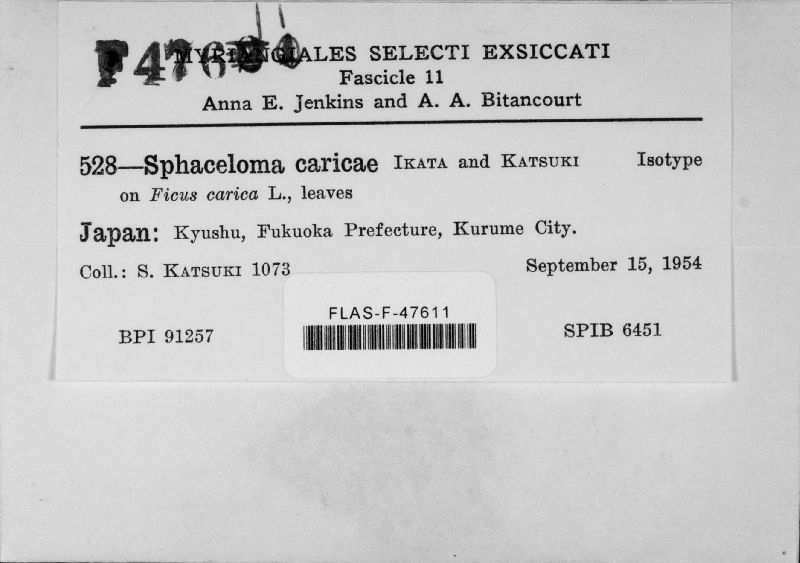 MYRIANGIALES SELECTI EXSICCATI
Fascicle 11
Anna E. Jenkins and A. A. Bitancourt
528—Sphaceloma caricae IKATA and KATSUKI Isotype
on Ficus carica L., leaves
Japan: Kyushu, Fukuoka Prefecture, Kurume City.
Coll.: S. KATSUKI 1073 September 15, 1954
FLAS-F-47611
BPI 91257 SPIB 6451